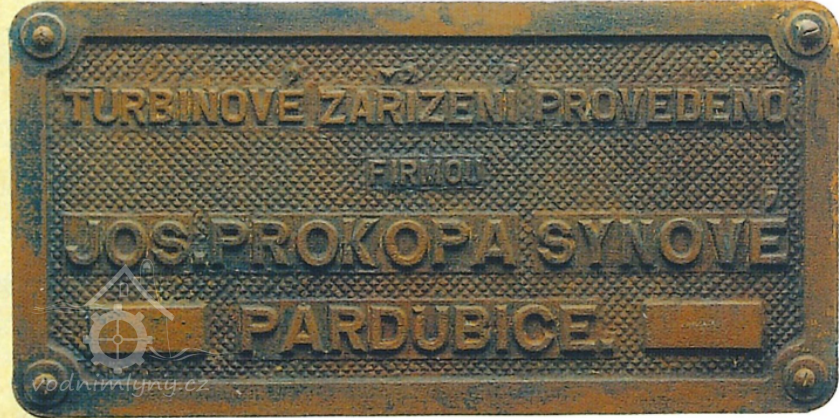 TURBINOVÉ ZAŘÍZENÍ PROVEDENO
FIRMOU
JOS. PROKOPA SYNOVÉ
PARDUBICE.
vodnimlyny.cz